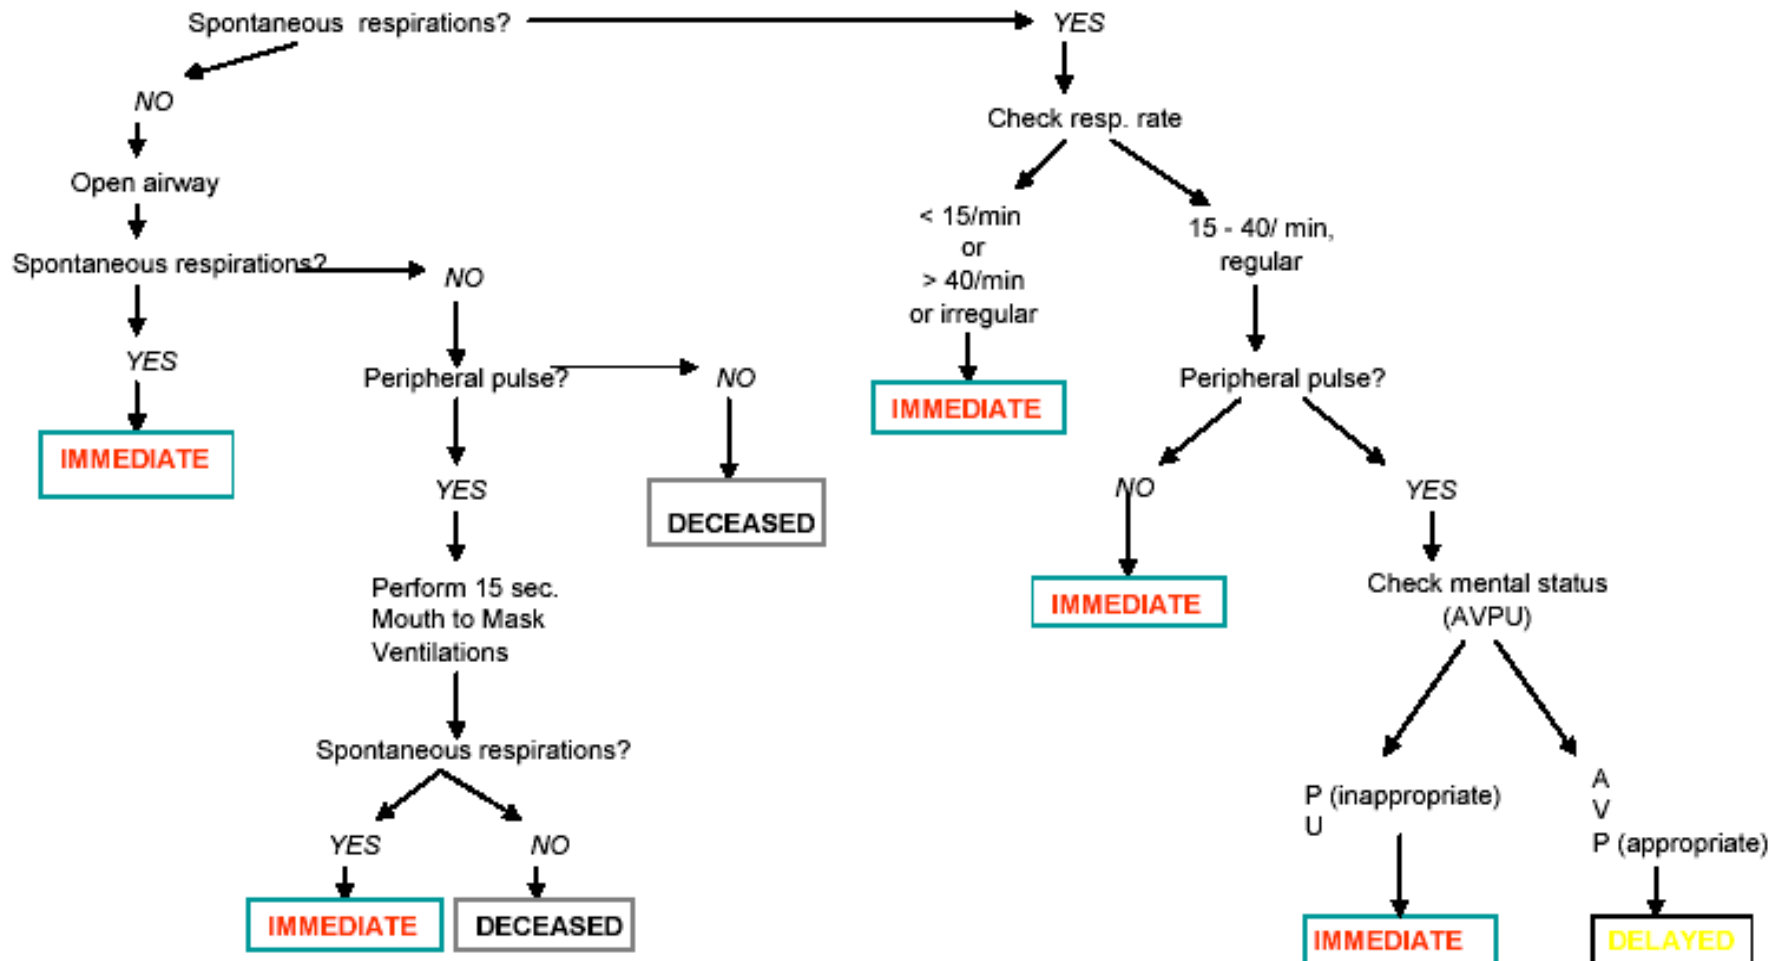 Spontaneous respirations?
YES
NO
Check resp. rate
Open airway
< 15/min
or
> 40/min
or irregular
15 - 40/ min,
regular
Spontaneous respirations?
NO
YES
IMMEDIATE
Peripheral pulse?
NO
DECEASED
YES
Perform 15 sec.
Mouth to Mask
Ventilations
Spontaneous respirations?
YES
NO
IMMEDIATE
DECEASED
IMMEDIATE
Peripheral pulse?
NO
YES
IMMEDIATE
Check mental status
(AVPU)
P (inappropriate)
U
A
V
P (appropriate)
IMMEDIATE
DELAYED